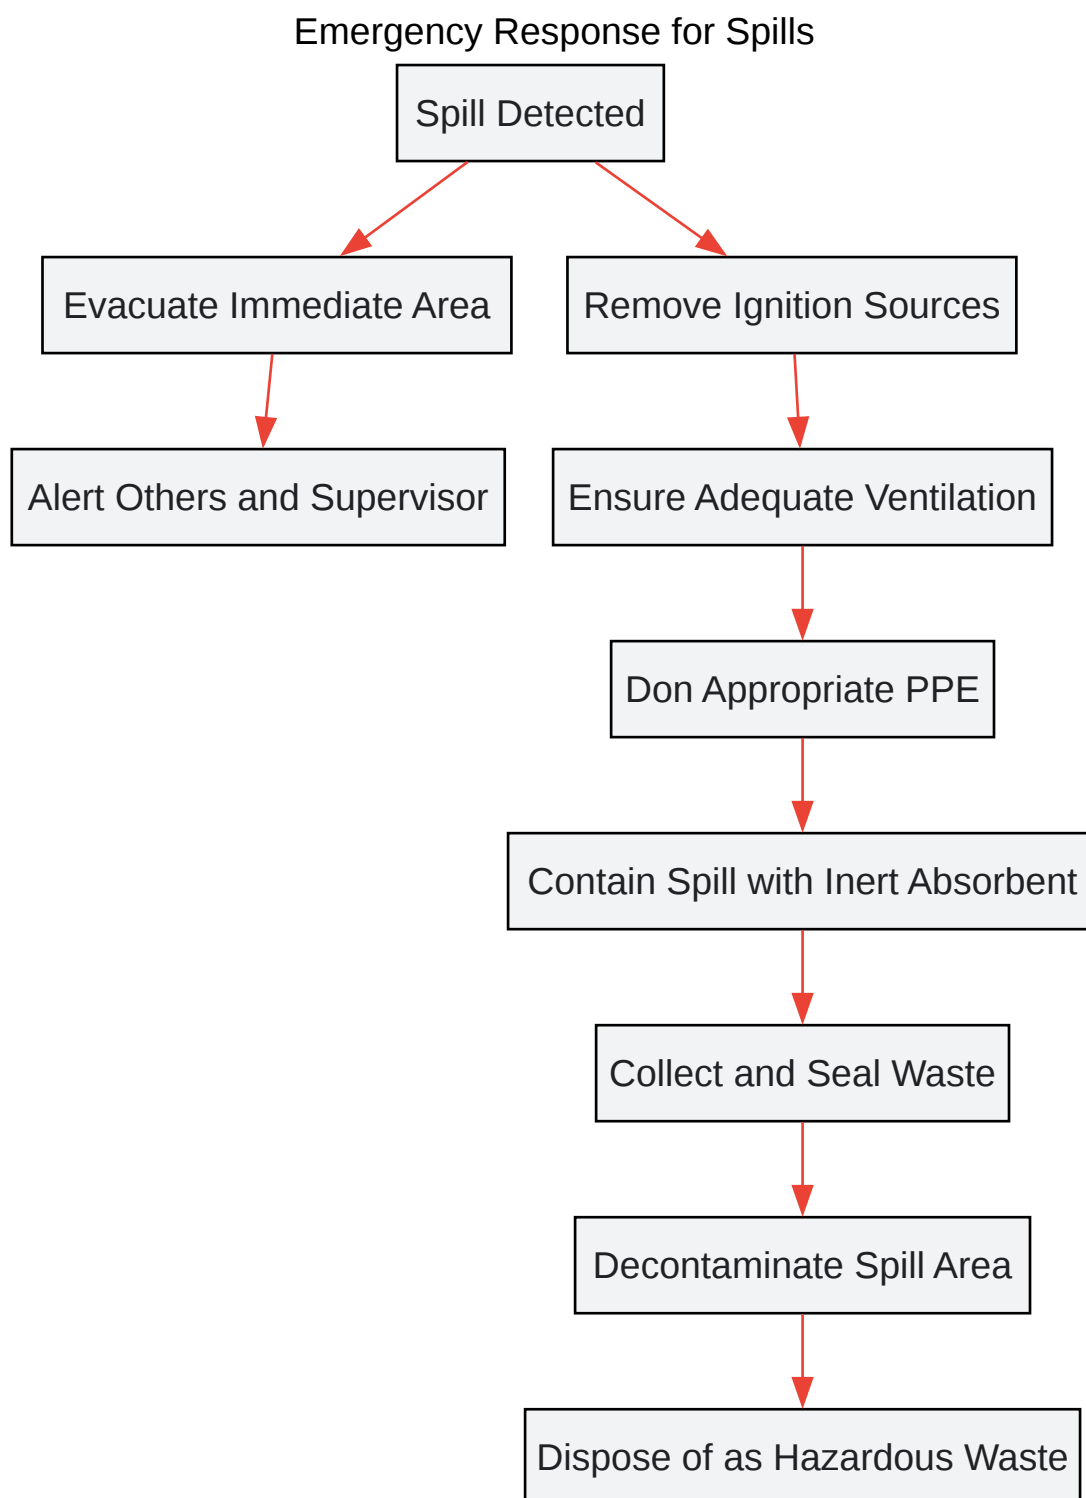 Emergency Response for Spills
Spill Detected
Evacuate Immediate Area
Remove Ignition Sources
Alert Others and Supervisor
Ensure Adequate Ventilation
Don Appropriate PPE
Contain Spill with Inert Absorbent
Collect and Seal Waste
Decontaminate Spill Area
Dispose of as Hazardous Waste